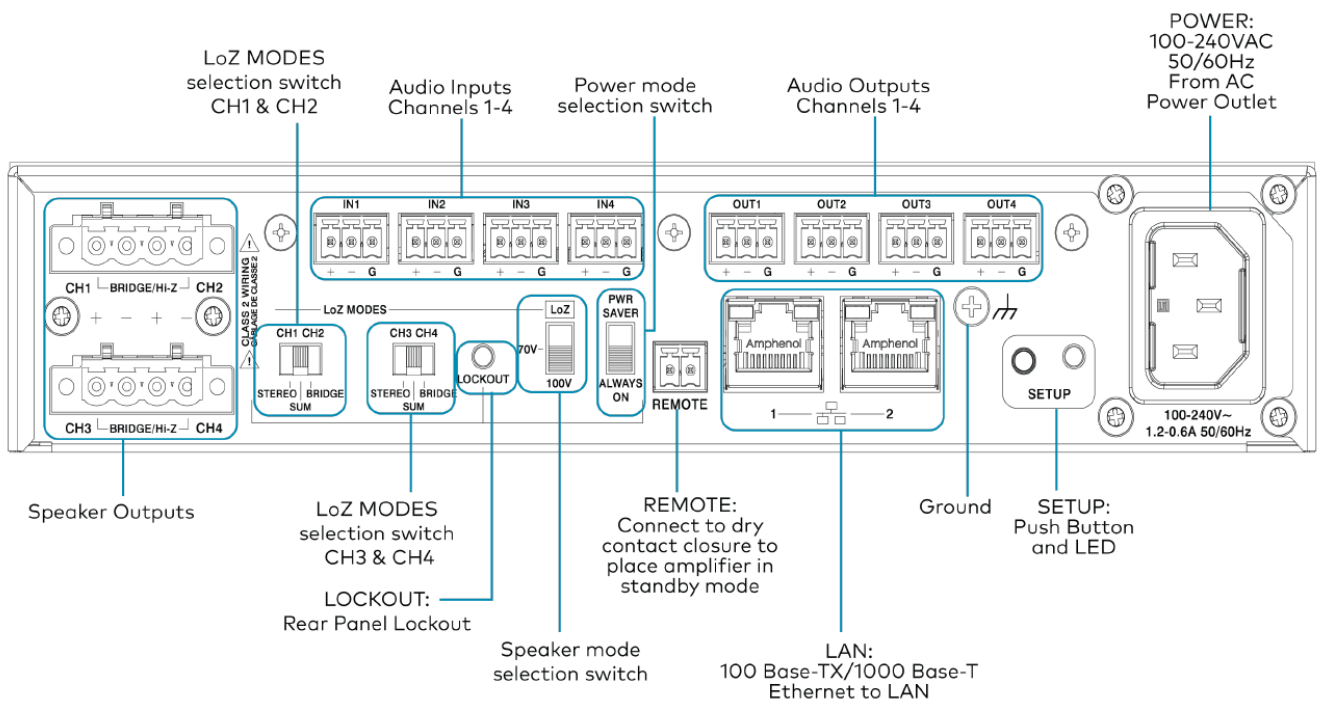 POWER:
100-240VAC
50/60Hz
From AC
Power Outlet
LoZ MODES
selection switch
CH1 & CH2
Audio Inputs
Channels 1-4
Power mode
selection switch
Audio Outputs
Channels 1-4
IN1 IN2 IN3 IN4
OUT1 OUT2 OUT3 OUT4
+ − G + − G + − G + − G
+ − G + − G + − G + − G
CH1 BRIDGE/Hi-Z CH2
+ − + −
CH3 BRIDGE/Hi-Z CH4
CLASS 2 WIRING
CÂBLAGE DE CLASSE 2
LoZ MODES
CH1 CH2
STEREO BRIDGE
SUM
CH3 CH4
STEREO BRIDGE
SUM
LOCKOUT
LoZ
70V
100V
PWR
SAVER
ALWAYS
ON
REMOTE
Amphenol Amphenol
1 2
SETUP
100-240V~
1.2-0.6A 50/60Hz
Speaker Outputs
LoZ MODES
selection switch
CH3 & CH4
LOCKOUT:
Rear Panel Lockout
Speaker mode
selection switch
REMOTE:
Connect to dry
contact closure to
place amplifier in
standby mode
LAN:
100 Base-TX/1000 Base-T
Ethernet to LAN
Ground
SETUP:
Push Button
and LED